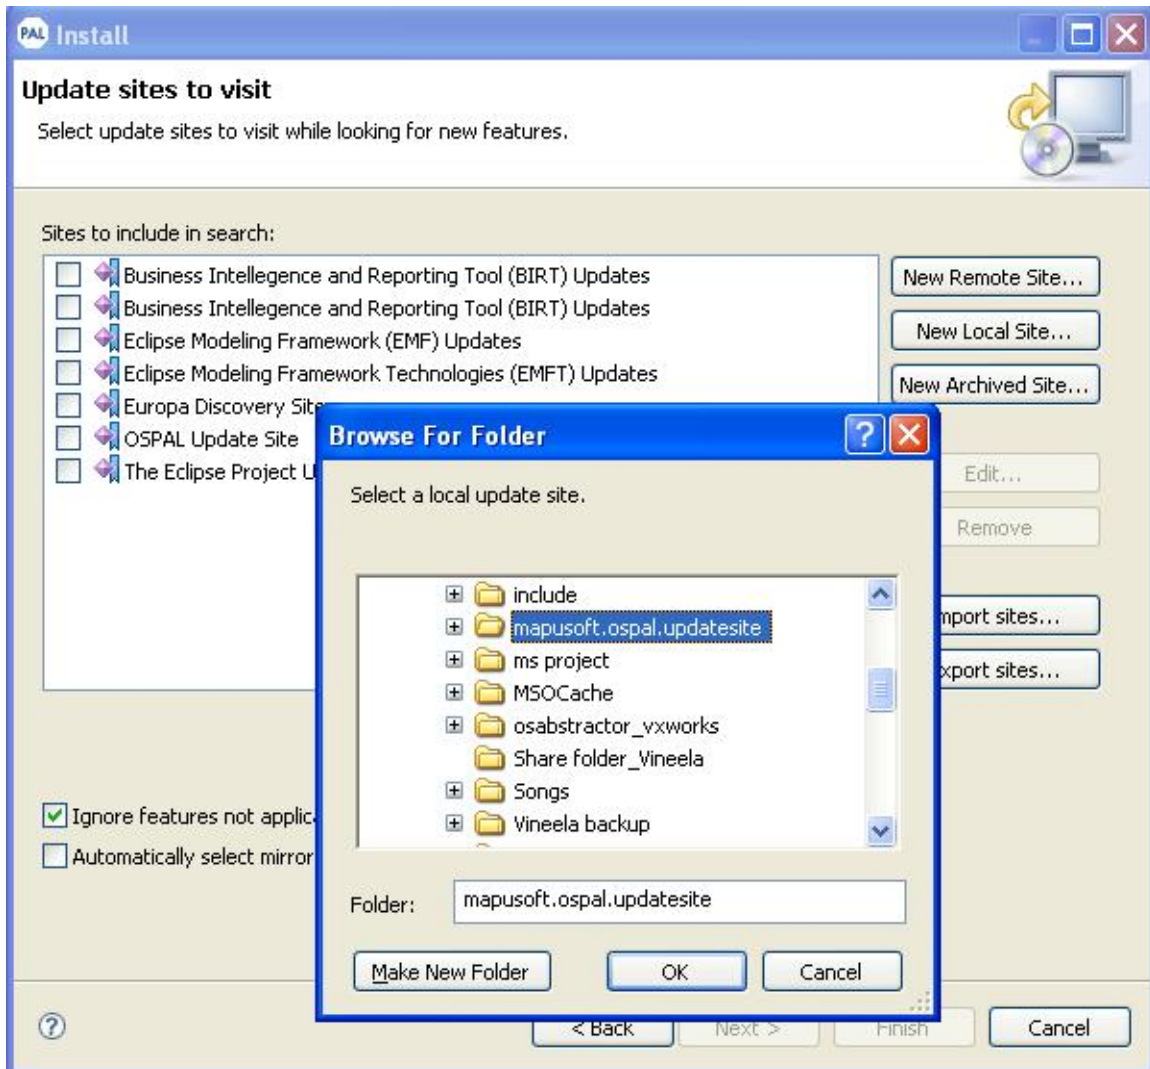 PAL Install
Update sites to visit
Select update sites to visit while looking for new features.
Sites to include in search:
Business Intellegence and Reporting Tool (BIRT) Updates
Business Intellegence and Reporting Tool (BIRT) Updates
Eclipse Modeling Framework (EMF) Updates
Eclipse Modeling Framework Technologies (EMFT) Updates
Europa Discovery
OSPAL Update Site
The Eclipse Project
New Remote Site...
New Local Site...
New Archived Site...
Edit...
Remove
sites...
sites...
Ignore features not
Automatically select mirror
Browse For Folder
Select a local update site.
include
mapusoft.ospal.updatesite
ms project
MSOCache
osabstractor_vxworks
Share folder_Vineela
Songs
Vineela backup
Folder: mapusoft.ospal.updatesite
Make New Folder OK Cancel
< Back Next > Finish Cancel